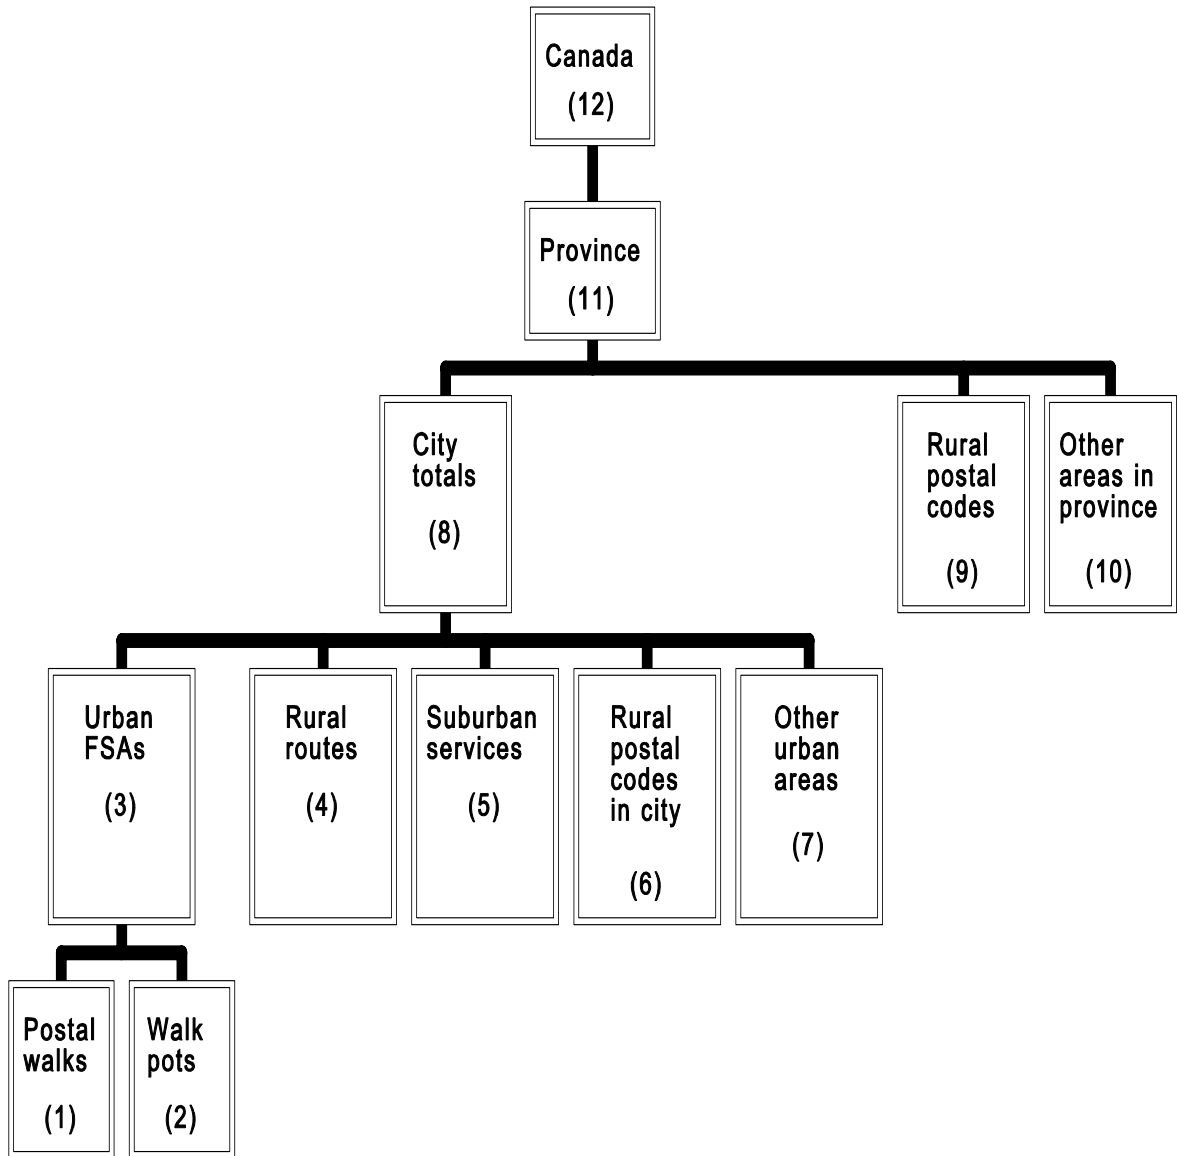 Canada
(12)
Province
(11)
City
totals
(8)
Rural
postal
codes
(9)
Other
areas in
province
(10)
Urban
FSAs
(3)
Rural
routes
(4)
Suburban
services
(5)
Rural
postal
codes
in city
(6)
Other
urban
areas
(7)
Postal
walks
(1)
Walk
pots
(2)